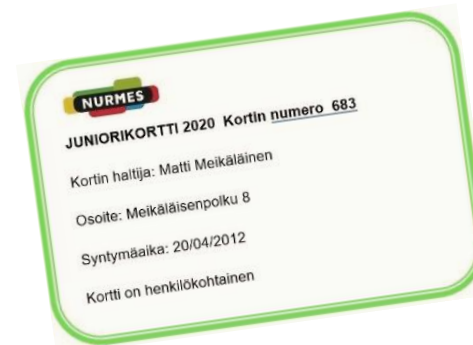 NURMES
JUNIORIKORTTI 2020 Kortin numero 683
Kortin haltija: Matti Meikäläinen
Osoite: Meikäläisenpolku 8
Syntymäaika: 20/04/2012
Kortti on henkilökohtainen